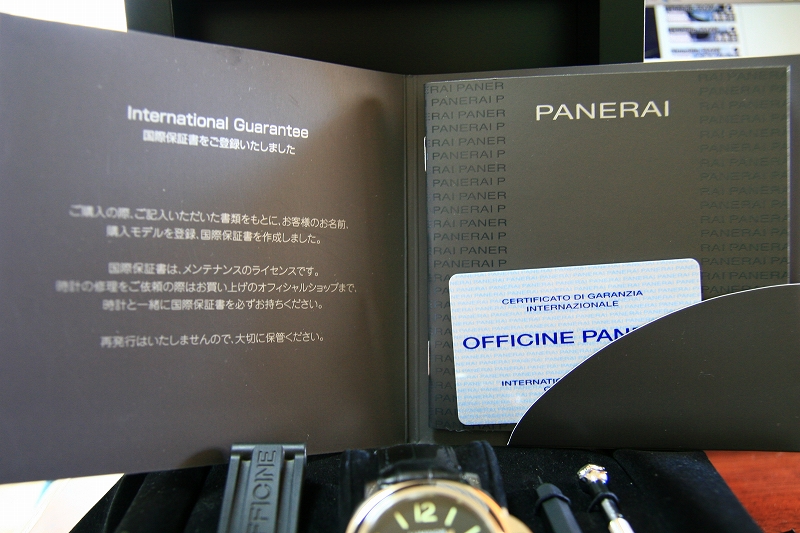 International Guarantee
国際保証書をご登録いたしました
ご購入の際、ご記入いただいた書類をもとに、お客様のお名前、
購入モデルを登録、国際保証書を作成しました。
国際保証書は、メンテナンスのライセンスです。
時計の修理をご依頼の際はお買い上げのオフィシャルショップまで、
時計と一緒に国際保証書を必ずお持ちください。
再発行はいたしませんので、大切に保管ください。
PANERAI
CERTIFICATO DI GARANZIA
INTERNAZIONALE
OFFICINE PAN
INTERNATI
OFFICINE
12